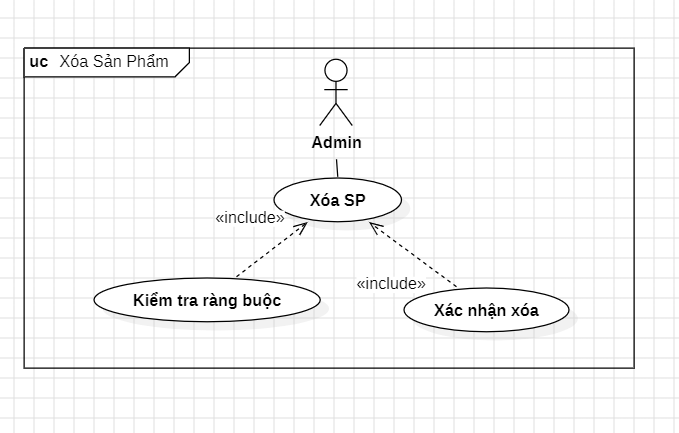 uc Xóa Sản Phẩm
Admin
Xóa SP
«include»
«include»
Kiểm tra ràng buộc
Xác nhận xóa